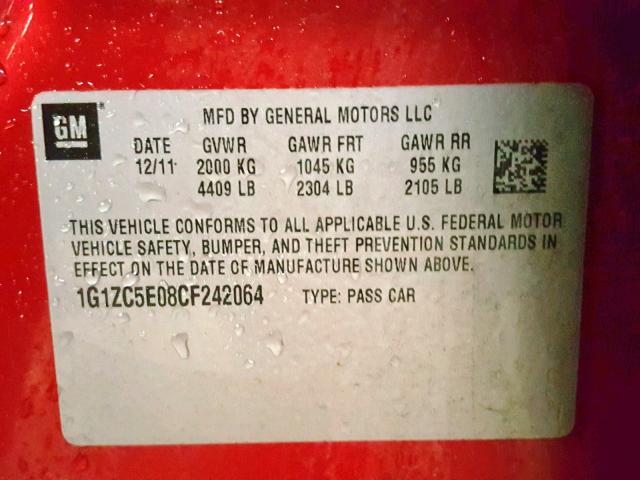 GM
MFD BY GENERAL MOTORS LLC
DATE GVWR GAWR FRT GAWR RR
12/11 2000 KG 1045 KG 955 KG
4409 LB 2304 LB 2105 LB
THIS VEHICLE CONFORMS TO ALL APPLICABLE U.S. FEDERAL MOTOR
VEHICLE SAFETY, BUMPER, AND THEFT PREVENTION STANDARDS IN
EFFECT ON THE DATE OF MANUFACTURE SHOWN ABOVE.
1G1ZC5E08CF242064 TYPE: PASS CAR